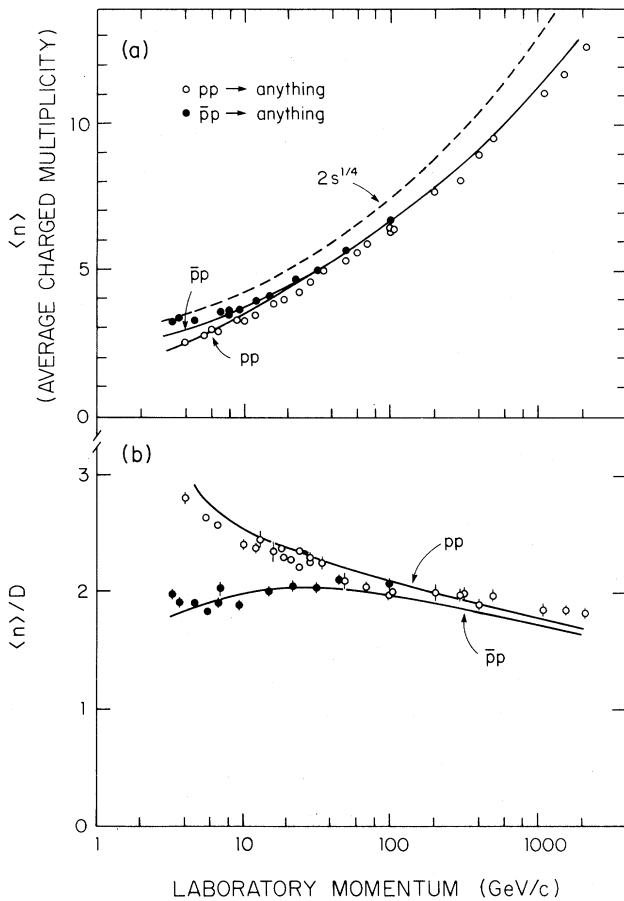 (a)
○ pp → anything
● p̄p → anything
2s^{1/4}
p̄p
pp
⟨n⟩
(AVERAGE CHARGED MULTIPLICITY)
10
5
0
(b)
pp
p̄p
⟨n⟩/D
3
2
1
0
1 10 100 1000
LABORATORY MOMENTUM (GeV/c)